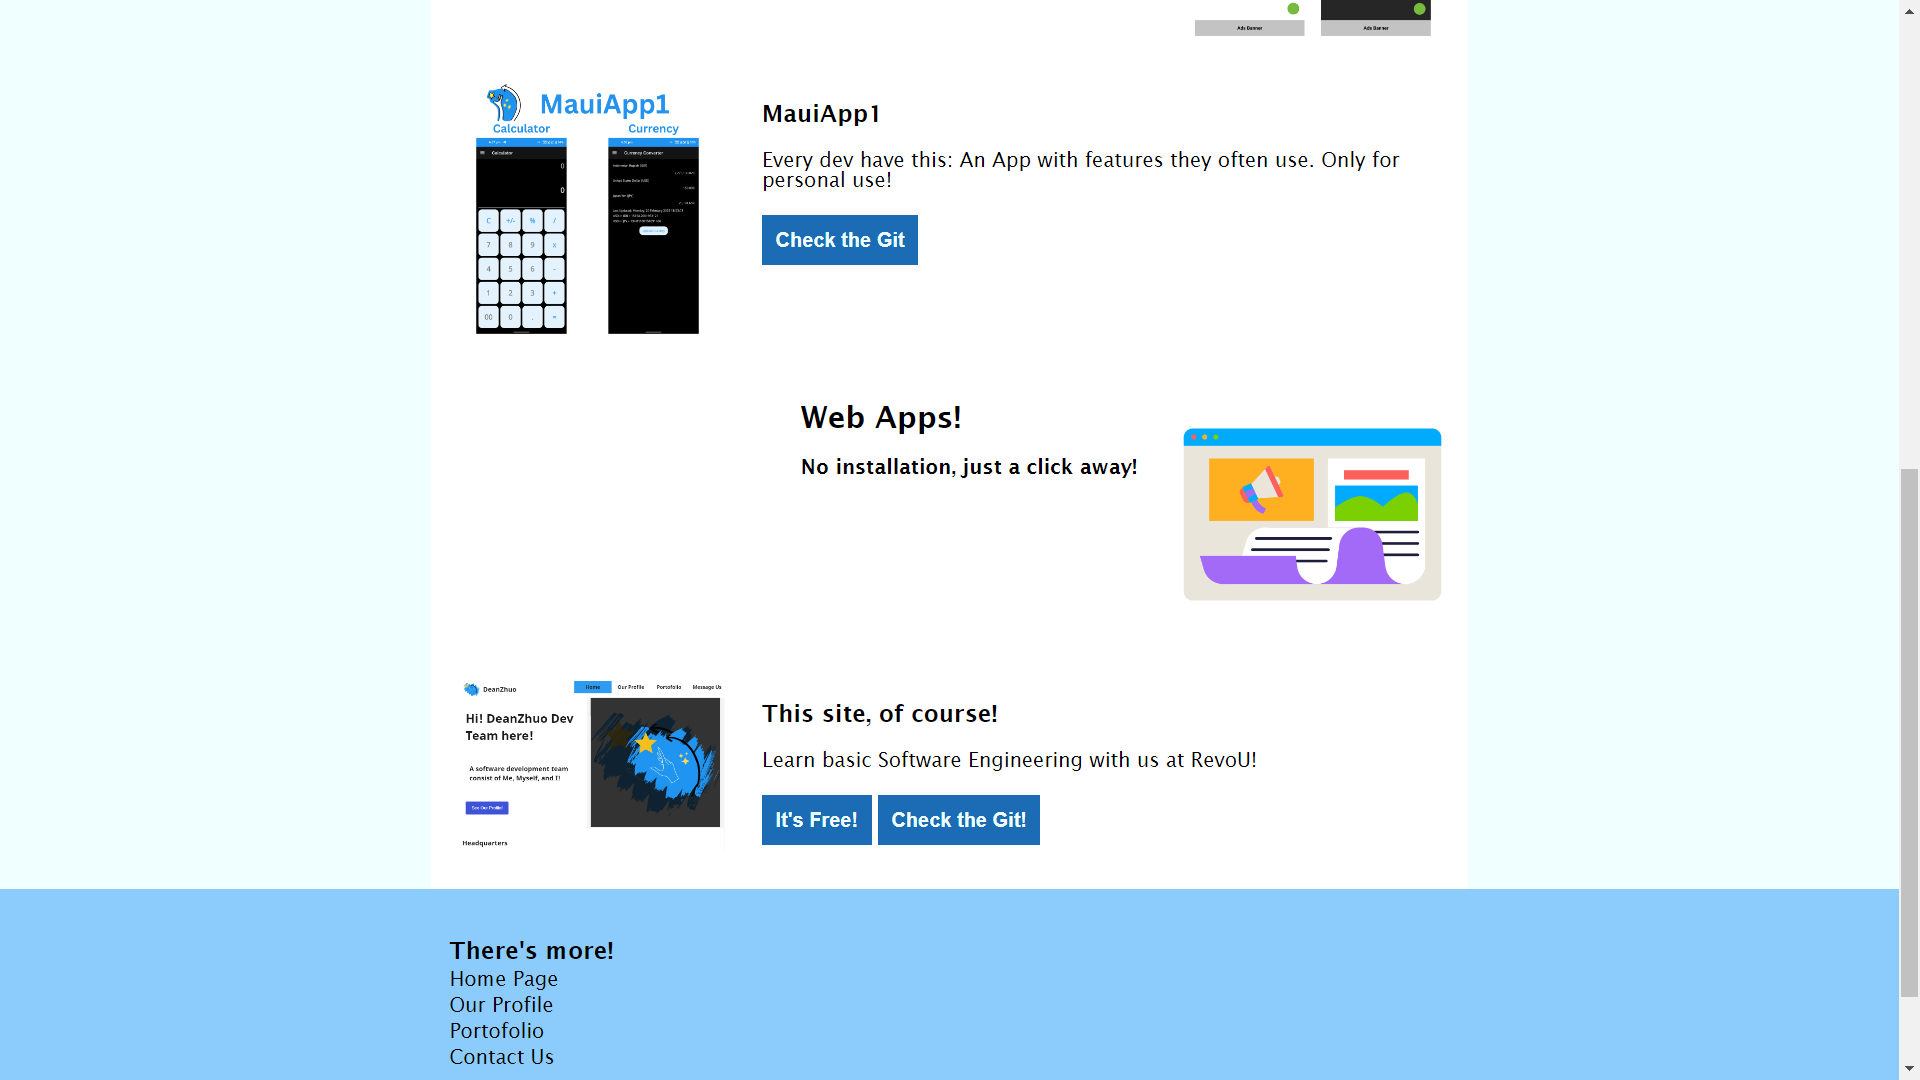 Ads Banner
Ads Banner
MauiApp1
Calculator
Currency
Calculator
0
0
C +/- % /
7 8 9 x
4 5 6 -
1 2 3 +
00 0 . =
Currency Converter
MauiApp1
Every dev have this: An App with features they often use. Only for
personal use!
Check the Git
Web Apps!
No installation, just a click away!
DeanZhuo
Home Our Profile Portofolio Message Us
Hi! DeanZhuo Dev
Team here!
A software development team
consist of Me, Myself, and I!
See Our Profile!
Headquarters
This site, of course!
Learn basic Software Engineering with us at RevoU!
It's Free!
Check the Git!
There's more!
Home Page
Our Profile
Portofolio
Contact Us